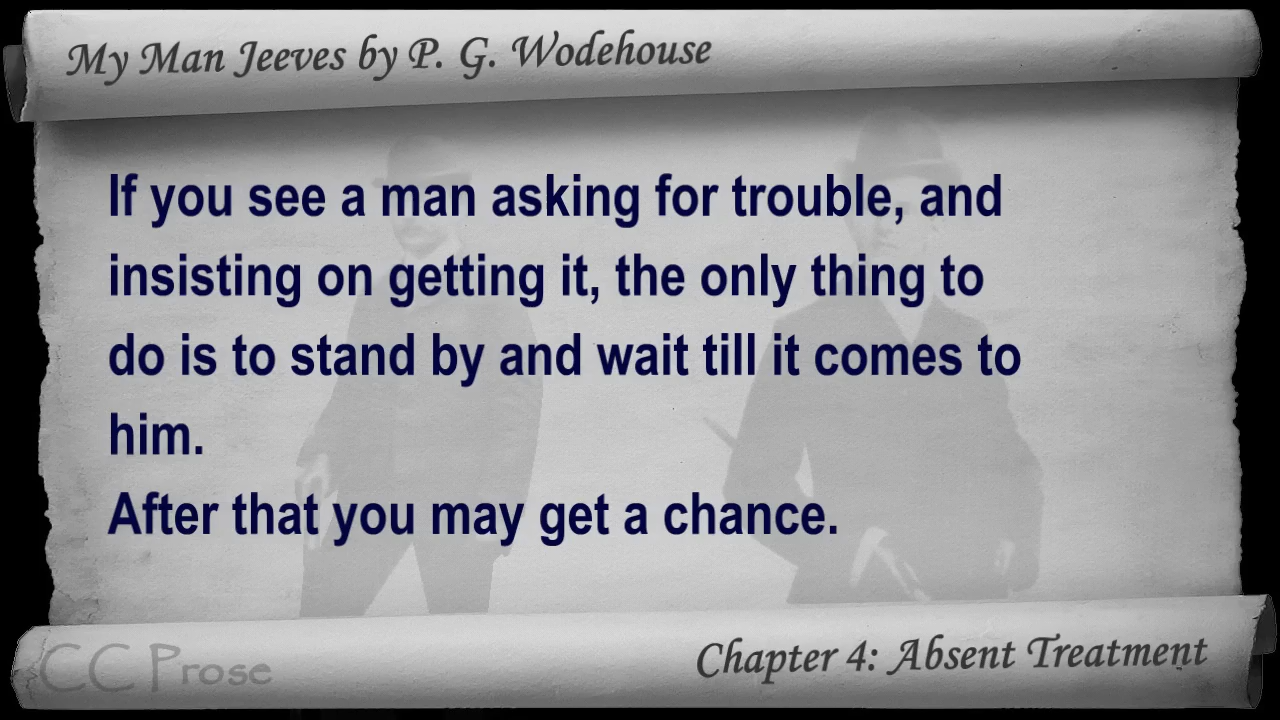 My Man Jeeves by P. G. Wodehouse
If you see a man asking for trouble, and
insisting on getting it, the only thing to
do is to stand by and wait till it comes to
him.
After that you may get a chance.
CC Prose
Chapter 4: Absent Treatment